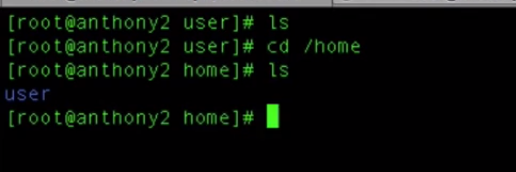 [root@anthony2 user]# ls
[root@anthony2 user]# cd /home
[root@anthony2 home]# ls
user
[root@anthony2 home]#